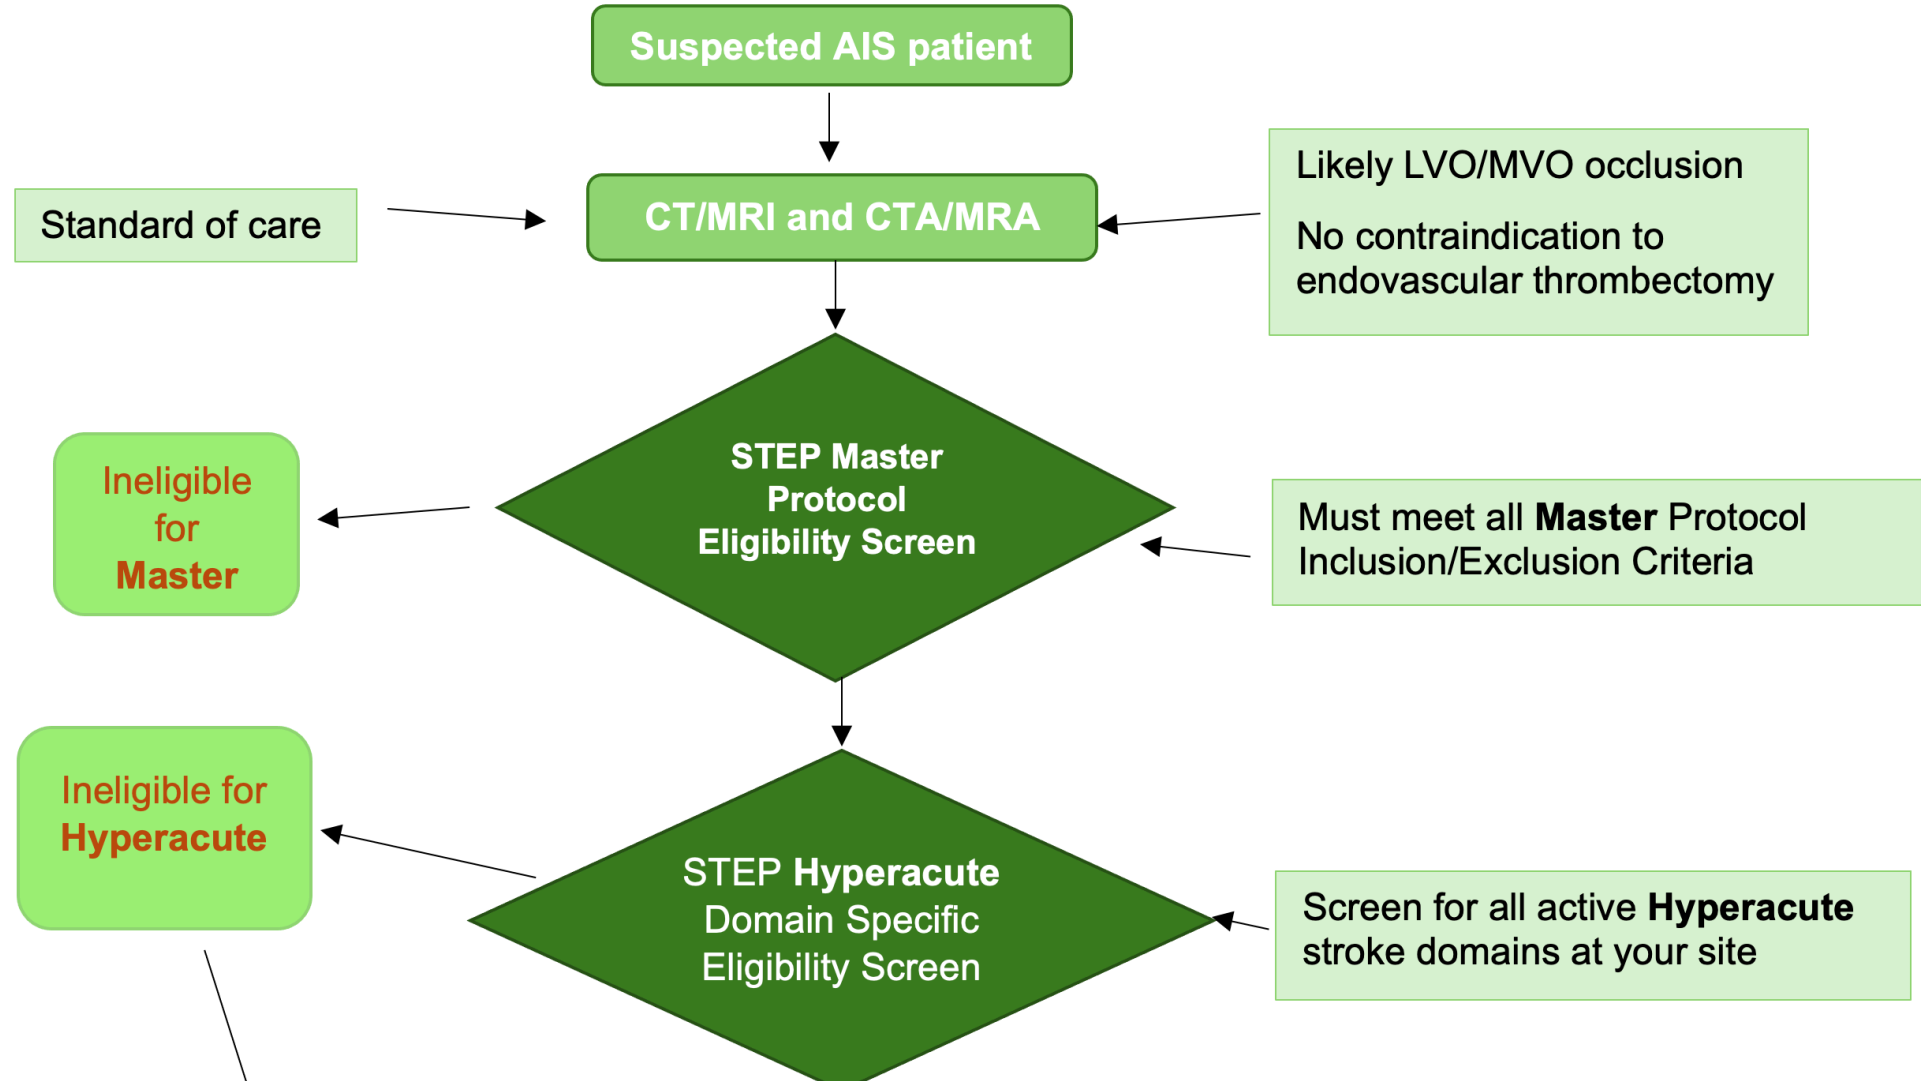 Suspected AIS patient
Standard of care
CT/MRI and CTA/MRA
Likely LVO/MVO occlusion
No contraindication to
endovascular thrombectomy
STEP Master
Protocol
Eligibility Screen
Ineligible
for
Master
Must meet all Master Protocol
Inclusion/Exclusion Criteria
Ineligible for
Hyperacute
STEP Hyperacute
Domain Specific
Eligibility Screen
Screen for all active Hyperacute
stroke domains at your site